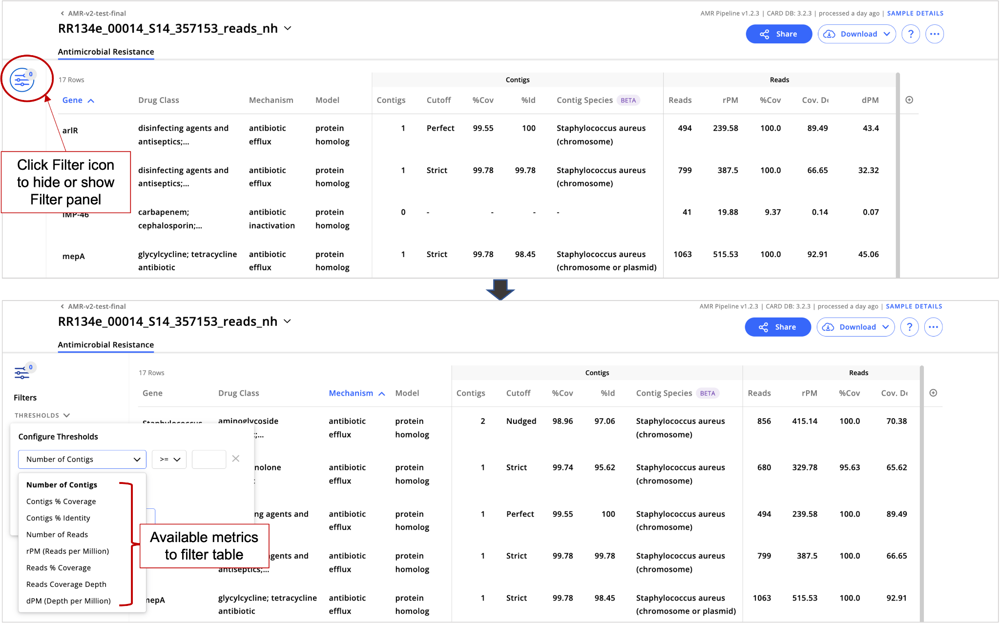 AMR-v2-test-final
AMR Pipeline v1.2.3 | CARD DB: 3.2.3 | processed a day ago | SAMPLE DETAILS
RR134e_00014_S14_357153_reads_nh
Share
Download
?
Antimicrobial Resistance
0
17 Rows
Contigs Reads
Gene Drug Class Mechanism Model Contigs Cutoff %Cov %Id Contig Species BETA Reads rPM %Cov Cov. De dPM
arlR disinfecting agents and antibiotic protein 1 Perfect 99.55 100 Staphylococcus aureus 494 239.58 100.0 89.49 43.4
antiseptics;... efflux homolog (chromosome)
Click Filter icon
to hide or show
Filter panel
disinfecting agents and antibiotic protein 1 Strict 99.78 99.78 Staphylococcus aureus 799 387.5 100.0 66.65 32.32
antiseptics;... efflux homolog (chromosome)
IMP-46 carbapenem; antibiotic protein 0 - - - - 41 19.88 9.37 0.14 0.07
cephalosporin;... inactivation homolog
mepA glycylcycline; tetracycline antibiotic protein 1 Strict 99.78 98.45 Staphylococcus aureus 1063 515.53 100.0 92.91 45.06
antibiotic efflux homolog (chromosome or plasmid)
AMR-v2-test-final
AMR Pipeline v1.2.3 | CARD DB: 3.2.3 | processed a day ago | SAMPLE DETAILS
RR134e_00014_S14_357153_reads_nh
Share
Download
?
Antimicrobial Resistance
0
Filters
THRESHOLDS
Configure Thresholds
Number of Contigs >=
Number of Contigs
Contigs % Coverage
Contigs % Identity
Number of Reads
rPM (Reads per Million)
Reads % Coverage
Reads Coverage Depth
dPM (Depth per Million)
Available metrics
to filter table
17 Rows
Contigs Reads
Gene Drug Class Mechanism Model Contigs Cutoff %Cov %Id Contig Species BETA Reads rPM %Cov Cov. De
Staphylococcus aminoglycoside antibiotic protein 2 Nudged 98.96 97.06 Staphylococcus aureus 856 415.14 100.0 70.38
;... efflux homolog (chromosome)
nolone antibiotic protein 1 Strict 99.74 95.62 Staphylococcus aureus 680 329.78 95.63 65.62
efflux homolog (chromosome)
ng agents and antibiotic protein 1 Perfect 99.55 100 Staphylococcus aureus 494 239.58 100.0 89.49
efflux homolog (chromosome)
agents and antibiotic protein 1 Strict 99.78 99.78 Staphylococcus aureus 799 387.5 100.0 66.65
antiseptics;... efflux homolog (chromosome)
mepA glycylcycline; tetracycline antibiotic protein 1 Strict 99.78 98.45 Staphylococcus aureus 1063 515.53 100.0 92.91
antibiotic efflux homolog (chromosome or plasmid)